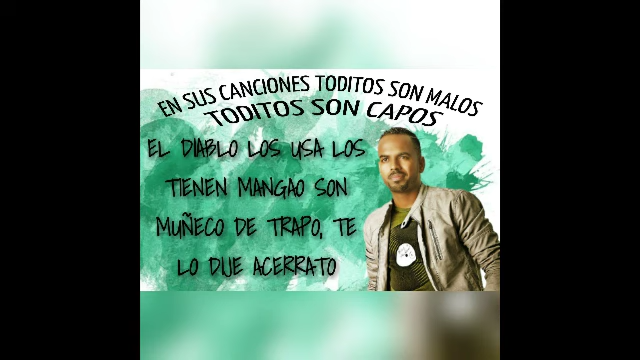 EN SUS CANCIONES TODITOS SON MALOS
TODITOS SON CAPOS
EL DIABLO LOS USA LOS
TIENEN MANGAO SON
MUÑECO DE TRAPO, TE
LO DIJE ACERRATO